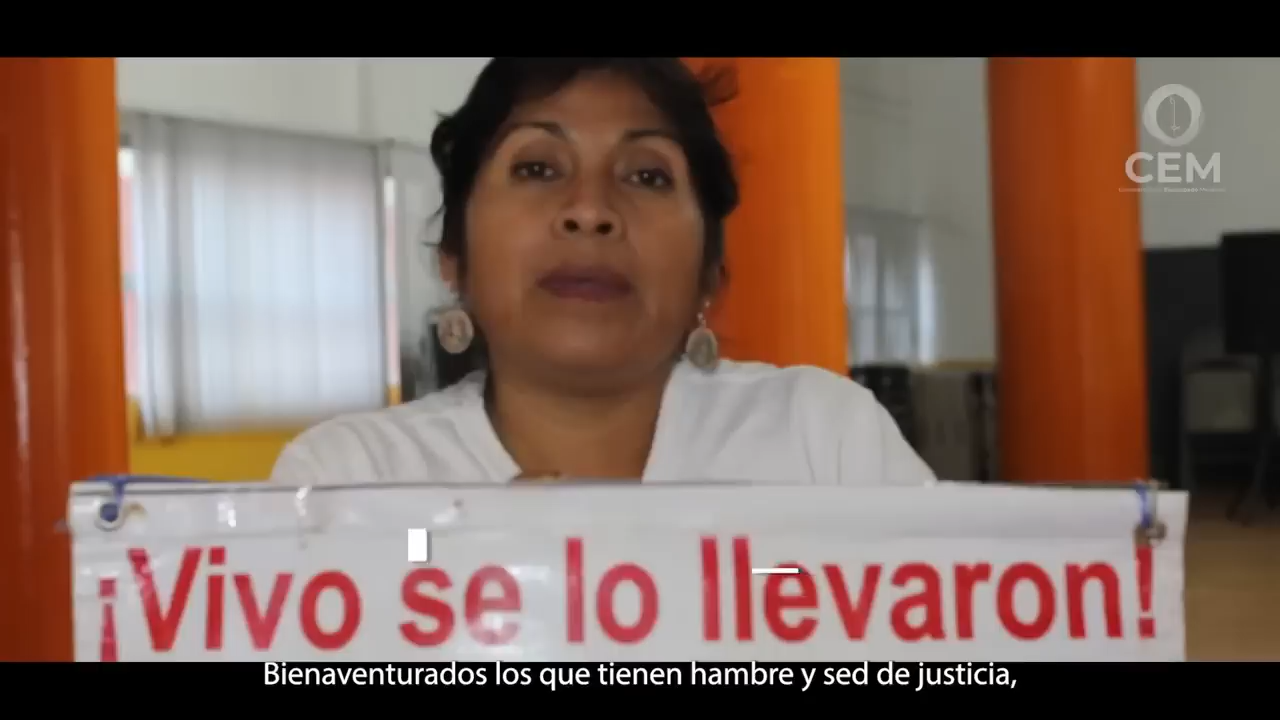 CEM
¡Vivo se lo llevaron!
Bienaventurados los que tienen hambre y sed de justicia,